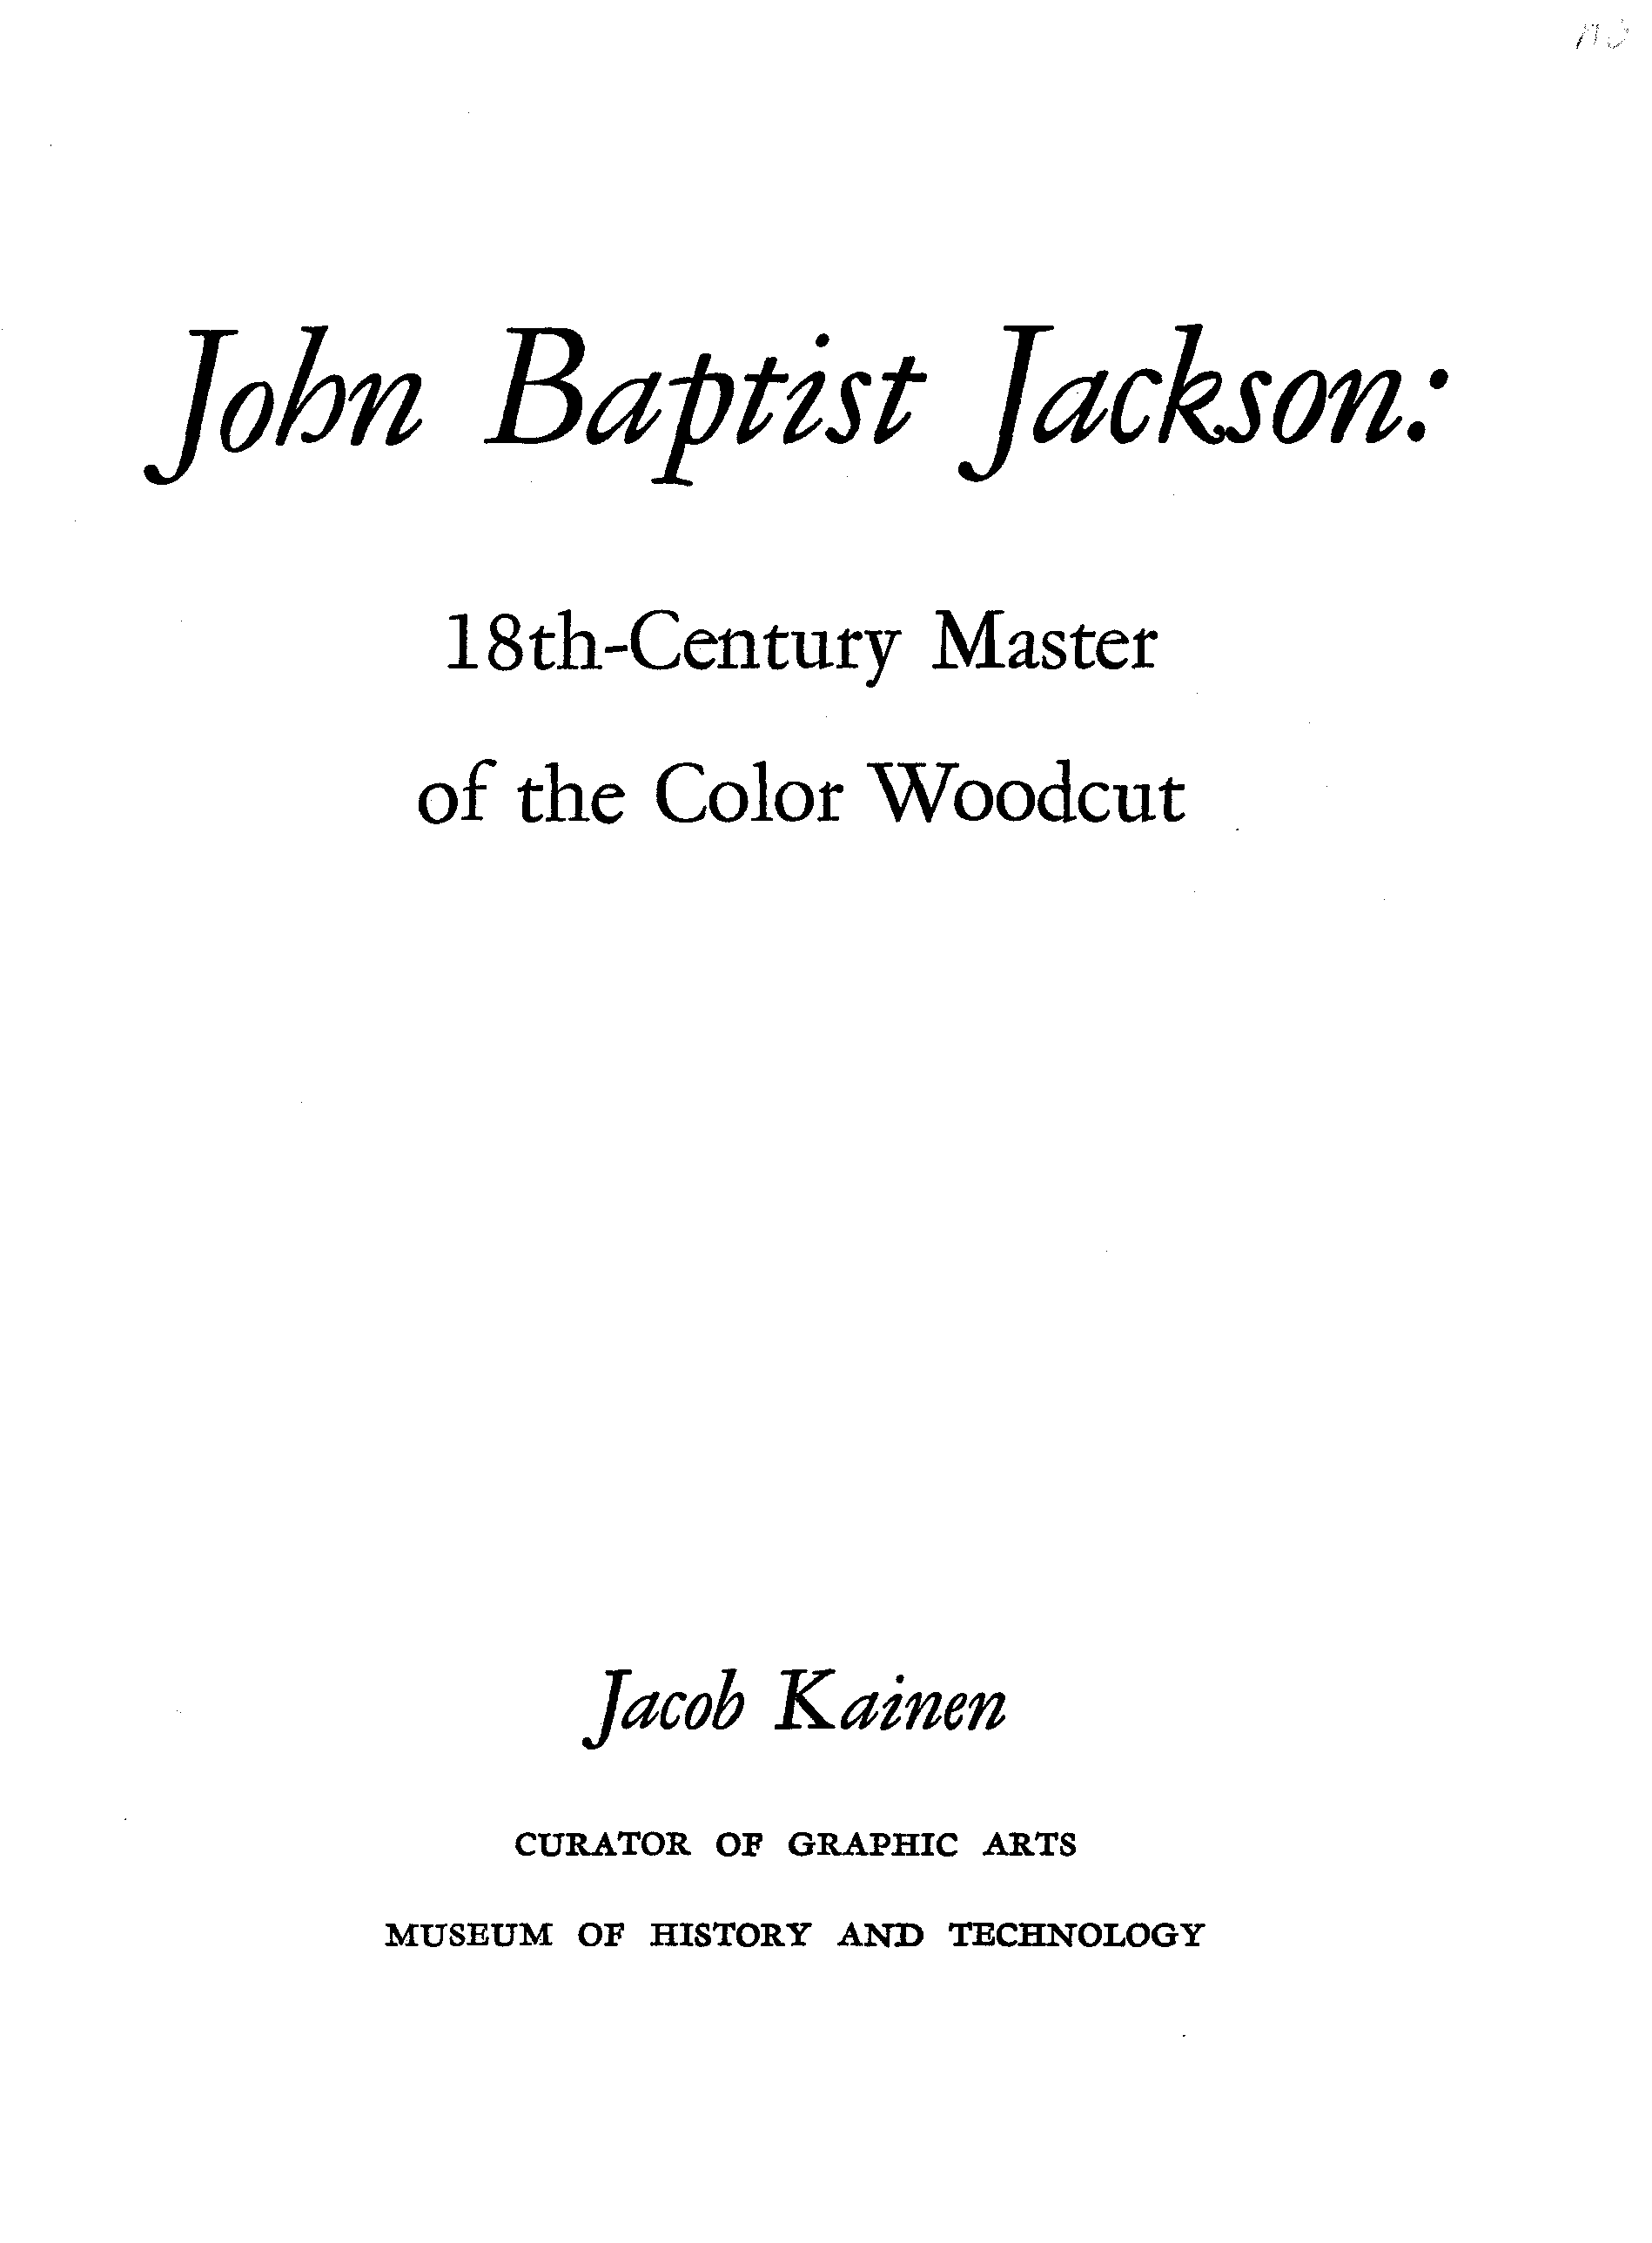 John Baptist Jackson:
18th-Century Master
of the Color Woodcut
Jacob Kainen
CURATOR OF GRAPHIC ARTS
MUSEUM OF HISTORY AND TECHNOLOGY